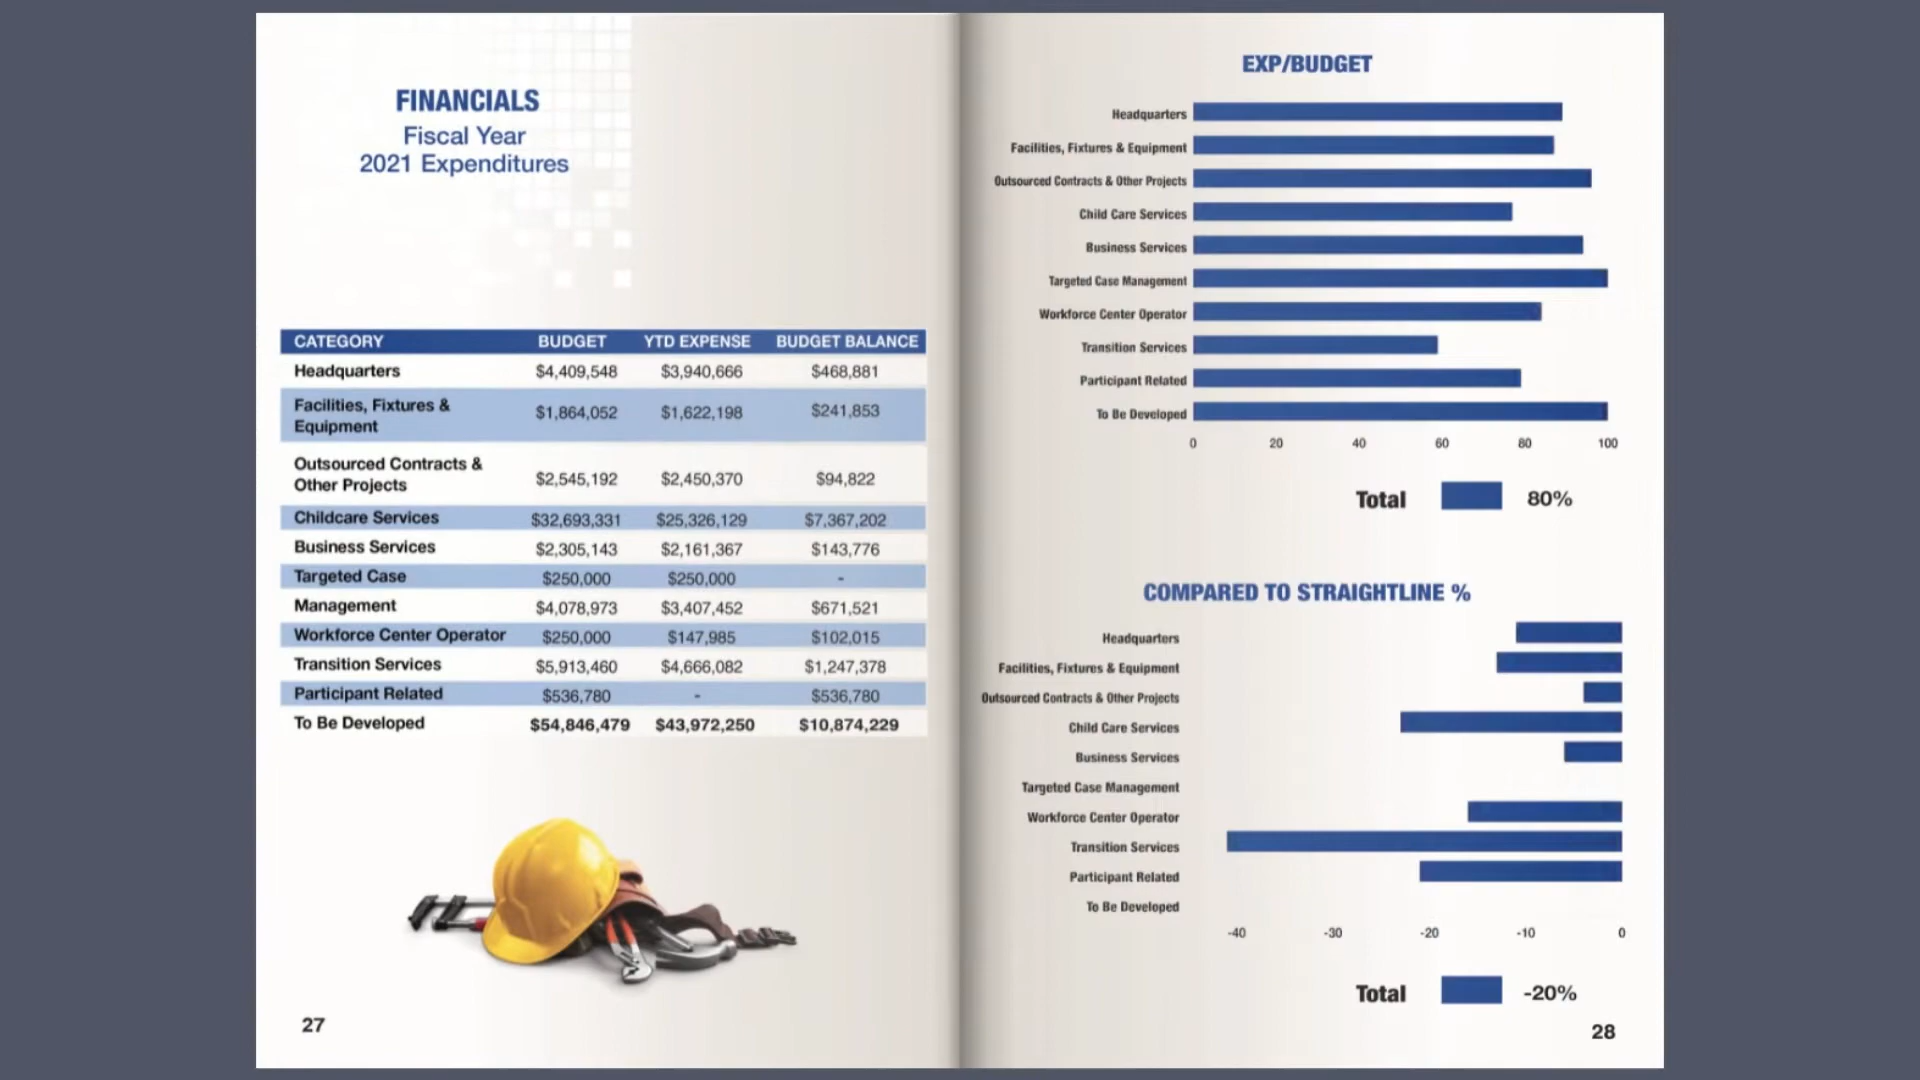 FINANCIALS
Fiscal Year
2021 Expenditures
CATEGORY BUDGET YTD EXPENSE BUDGET BALANCE
Headquarters $4,409,548 $3,940,666 $468,881
Facilities, Fixtures &
Equipment $1,864,052 $1,622,198 $241,853
Outsourced Contracts &
Other Projects $2,545,192 $2,450,370 $94,822
Childcare Services $32,693,331 $25,326,129 $7,367,202
Business Services $2,305,143 $2,161,367 $143,776
Targeted Case $250,000 $250,000 -
Management $4,078,973 $3,407,452 $671,521
Workforce Center Operator $250,000 $147,985 $102,015
Transition Services $5,913,460 $4,666,082 $1,247,378
Participant Related $536,780 - $536,780
To Be Developed $54,846,479 $43,972,250 $10,874,229
27
EXP/BUDGET
Headquarters
Facilities, Fixtures & Equipment
Outsourced Contracts & Other Projects
Child Care Services
Business Services
Targeted Case Management
Workforce Center Operator
Transition Services
Participant Related
To Be Developed
0 20 40 60 80 100
Total 80%
COMPARED TO STRAIGHTLINE %
Headquarters
Facilities, Fixtures & Equipment
Outsourced Contracts & Other Projects
Child Care Services
Business Services
Targeted Case Management
Workforce Center Operator
Transition Services
Participant Related
To Be Developed
-40 -30 -20 -10 0
Total -20%
28